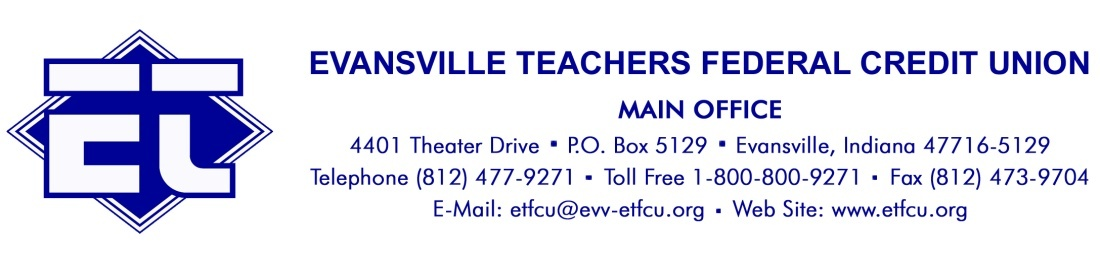 EVANSVILLE TEACHERS FEDERAL CREDIT UNION
MAIN OFFICE
4401 Theater Drive ▪ P.O. Box 5129 ▪ Evansville, Indiana 47716-5129
Telephone (812) 477-9271 ▪ Toll Free 1-800-800-9271 ▪ Fax (812) 473-9704
E-Mail: etfcu@evv-etfcu.org ▪ Web Site: www.etfcu.org